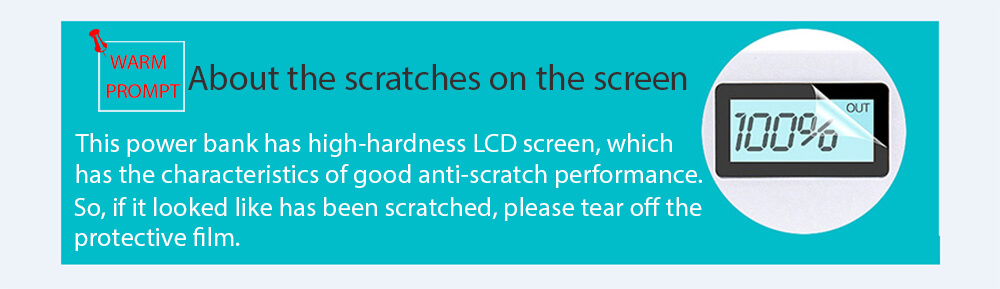 WARM
PROMPT
About the scratches on the screen
This power bank has high-hardness LCD screen, which
has the characteristics of good anti-scratch performance.
So, if it looked like has been scratched, please tear off the
protective film.
OUT
100%